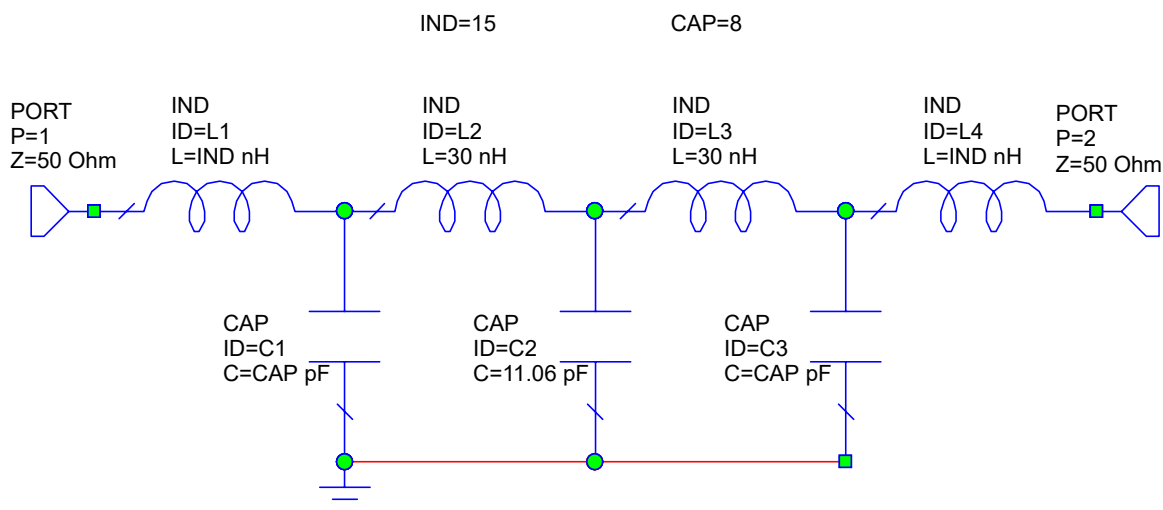 IND=15
CAP=8
PORT
P=1
Z=50 Ohm
IND
ID=L1
L=IND nH
IND
ID=L2
L=30 nH
IND
ID=L3
L=30 nH
IND
ID=L4
L=IND nH
PORT
P=2
Z=50 Ohm
CAP
ID=C1
C=CAP pF
CAP
ID=C2
C=11.06 pF
CAP
ID=C3
C=CAP pF